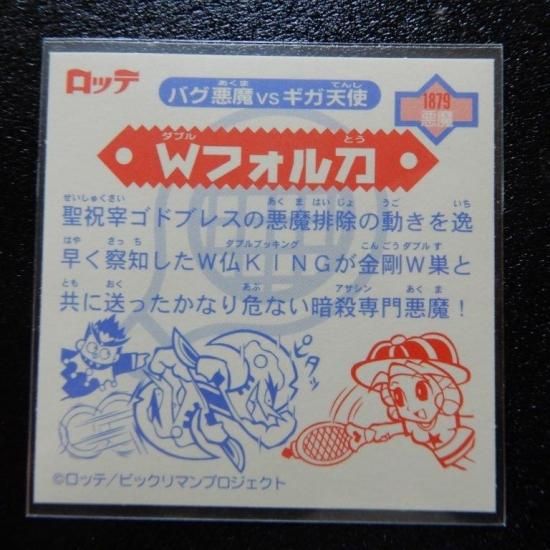 ロッテ
バグ悪魔vsギガ天使
あくま てんし
1879
悪魔
ダブル とう
Wフォル刀
せいしゅくさい あくまはいじょ うご いち
聖祝宰ゴドブレスの悪魔排除の動きを逸
はや さっち ダブルブッキング こんごうダブルす
早く察知したW仏KINGが金剛W巣と
とも おく あぶ アサシン あくま
共に送ったかなり危ない暗殺専門悪魔！
ピタッ
©ロッテ/ビックリマンプロジェクト